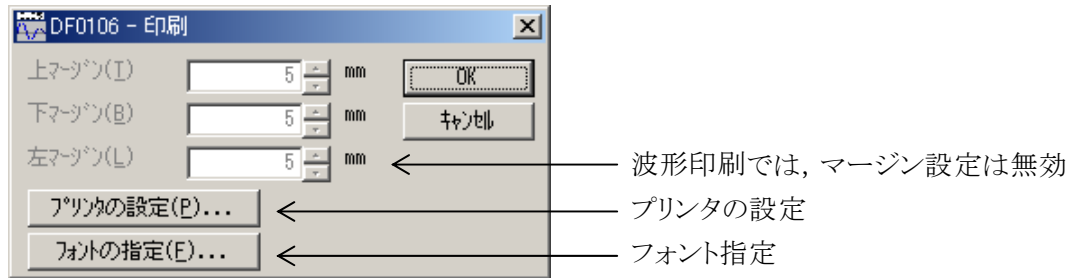 DF0106 - 印刷
上ﾏｰｼﾞﾝ(T) 5 mm OK
下ﾏｰｼﾞﾝ(B) 5 mm ｷｬﾝｾﾙ
左ﾏｰｼﾞﾝ(L) 5 mm 波形印刷では, マージン設定は無効
ﾌﾟﾘﾝﾀの設定(P)... プリンタの設定
ﾌｫﾝﾄの指定(F)... フォント指定